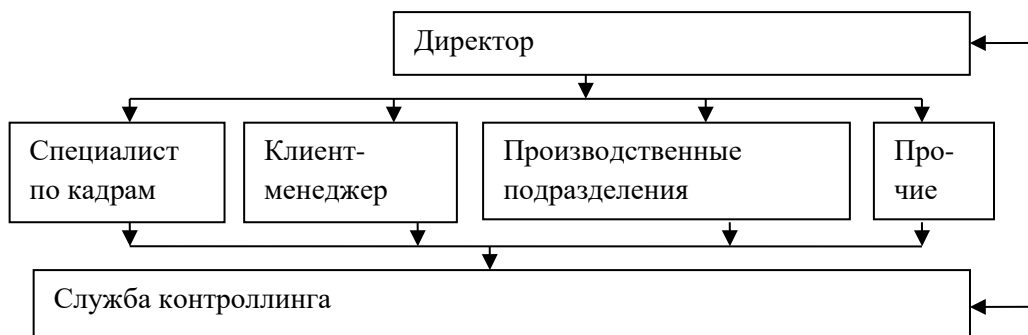 Директор
Специалист
по кадрам
Клиент-
менеджер
Производственные
подразделения
Про-
чие
Служба контроллинга